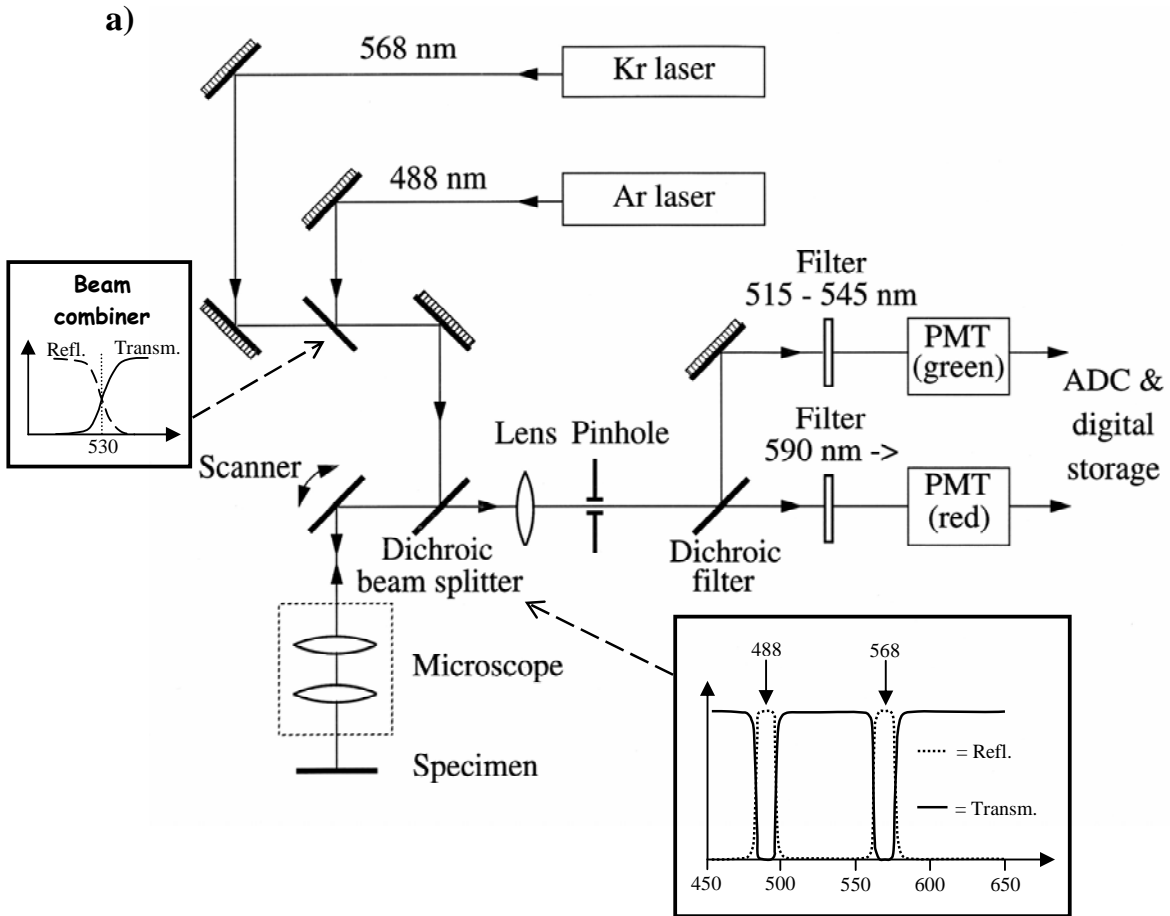 a)
568 nm
Kr laser
488 nm
Ar laser
Beam
combiner
Refl. Transm.
530
Filter
515 - 545 nm
PMT
(green)
ADC &
digital
storage
Filter
590 nm ->
PMT
(red)
Lens Pinhole
Scanner
Dichroic
beam splitter
Dichroic
filter
Microscope
Specimen
488 568
= Refl.
= Transm.
450 500 550 600 650